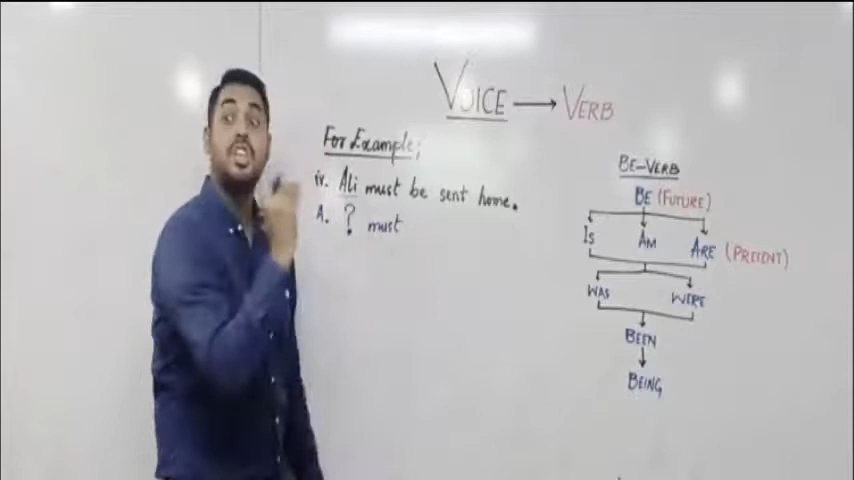 VOICE → VERB
For Example;
iv. Ali must be sent home.
A. ? must
BE-VERB
BE (FUTURE)
IS AM ARE (PRESENT)
WAS WERE
BEEN
BEING